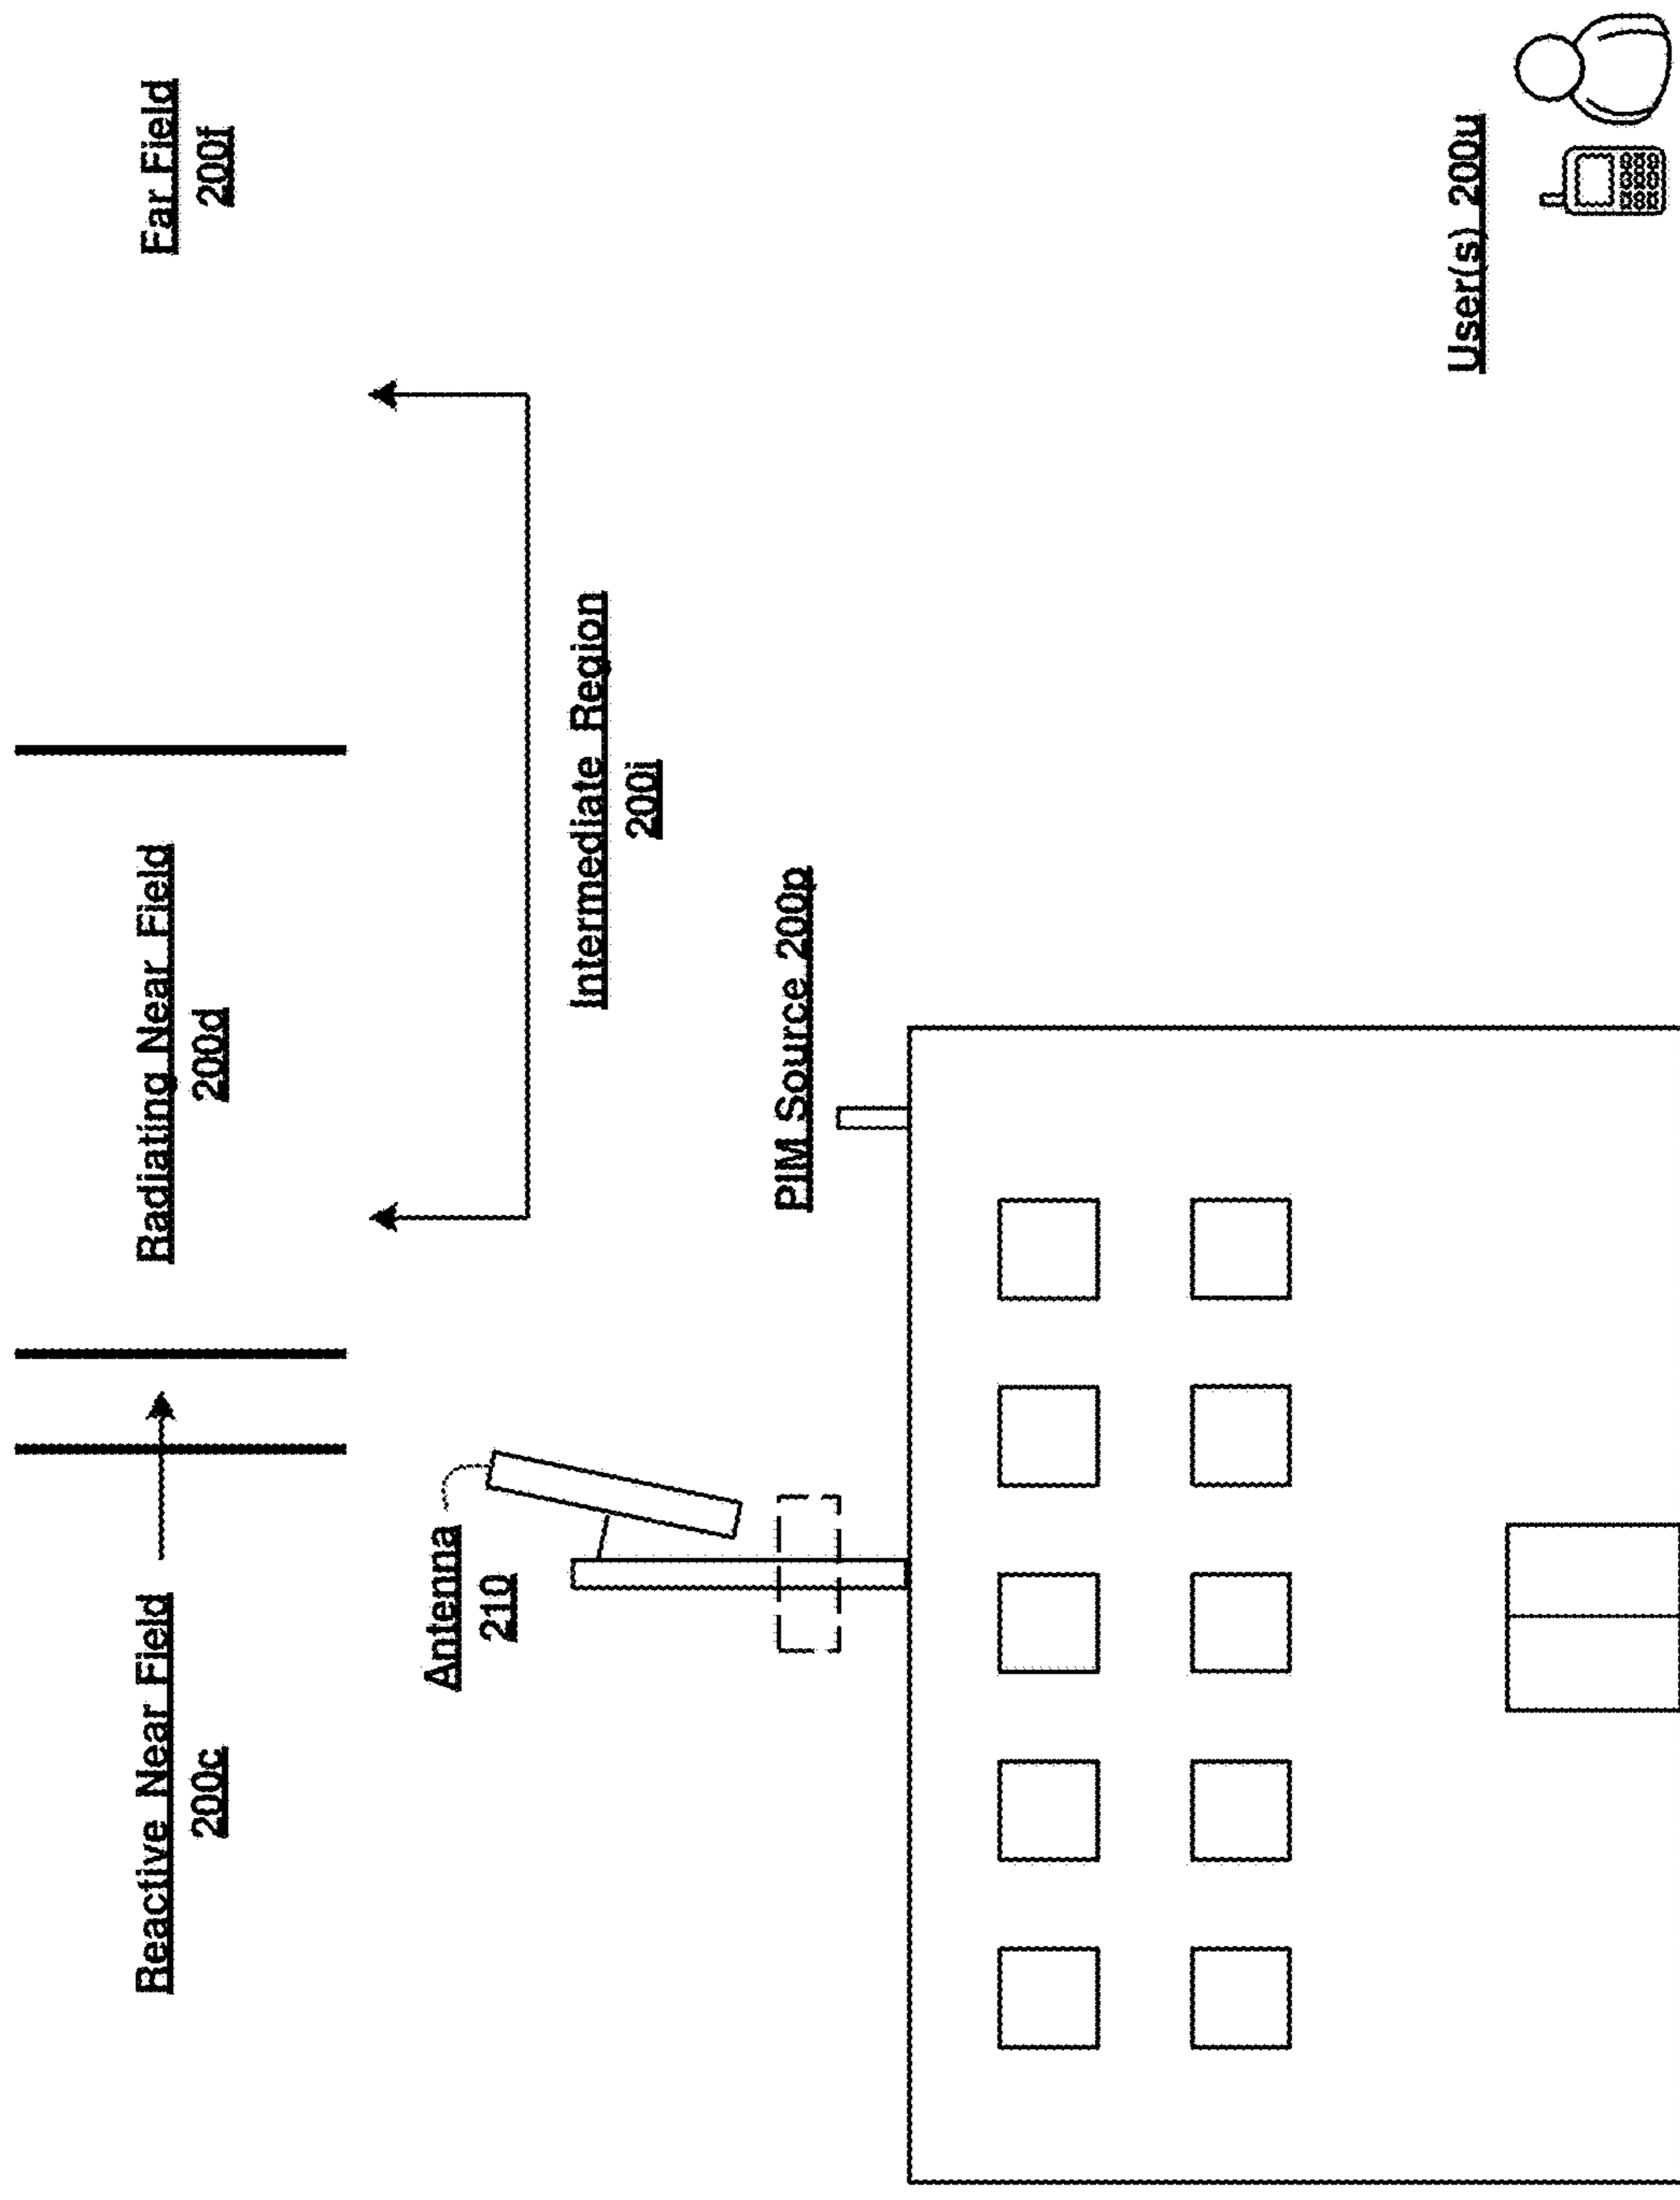 Reactive Near Field
200c
Radiating Near Field
200d
Far Field
200f
Antenna
210
Intermediate Region
200i
PIM Source 200p
User(s) 200u